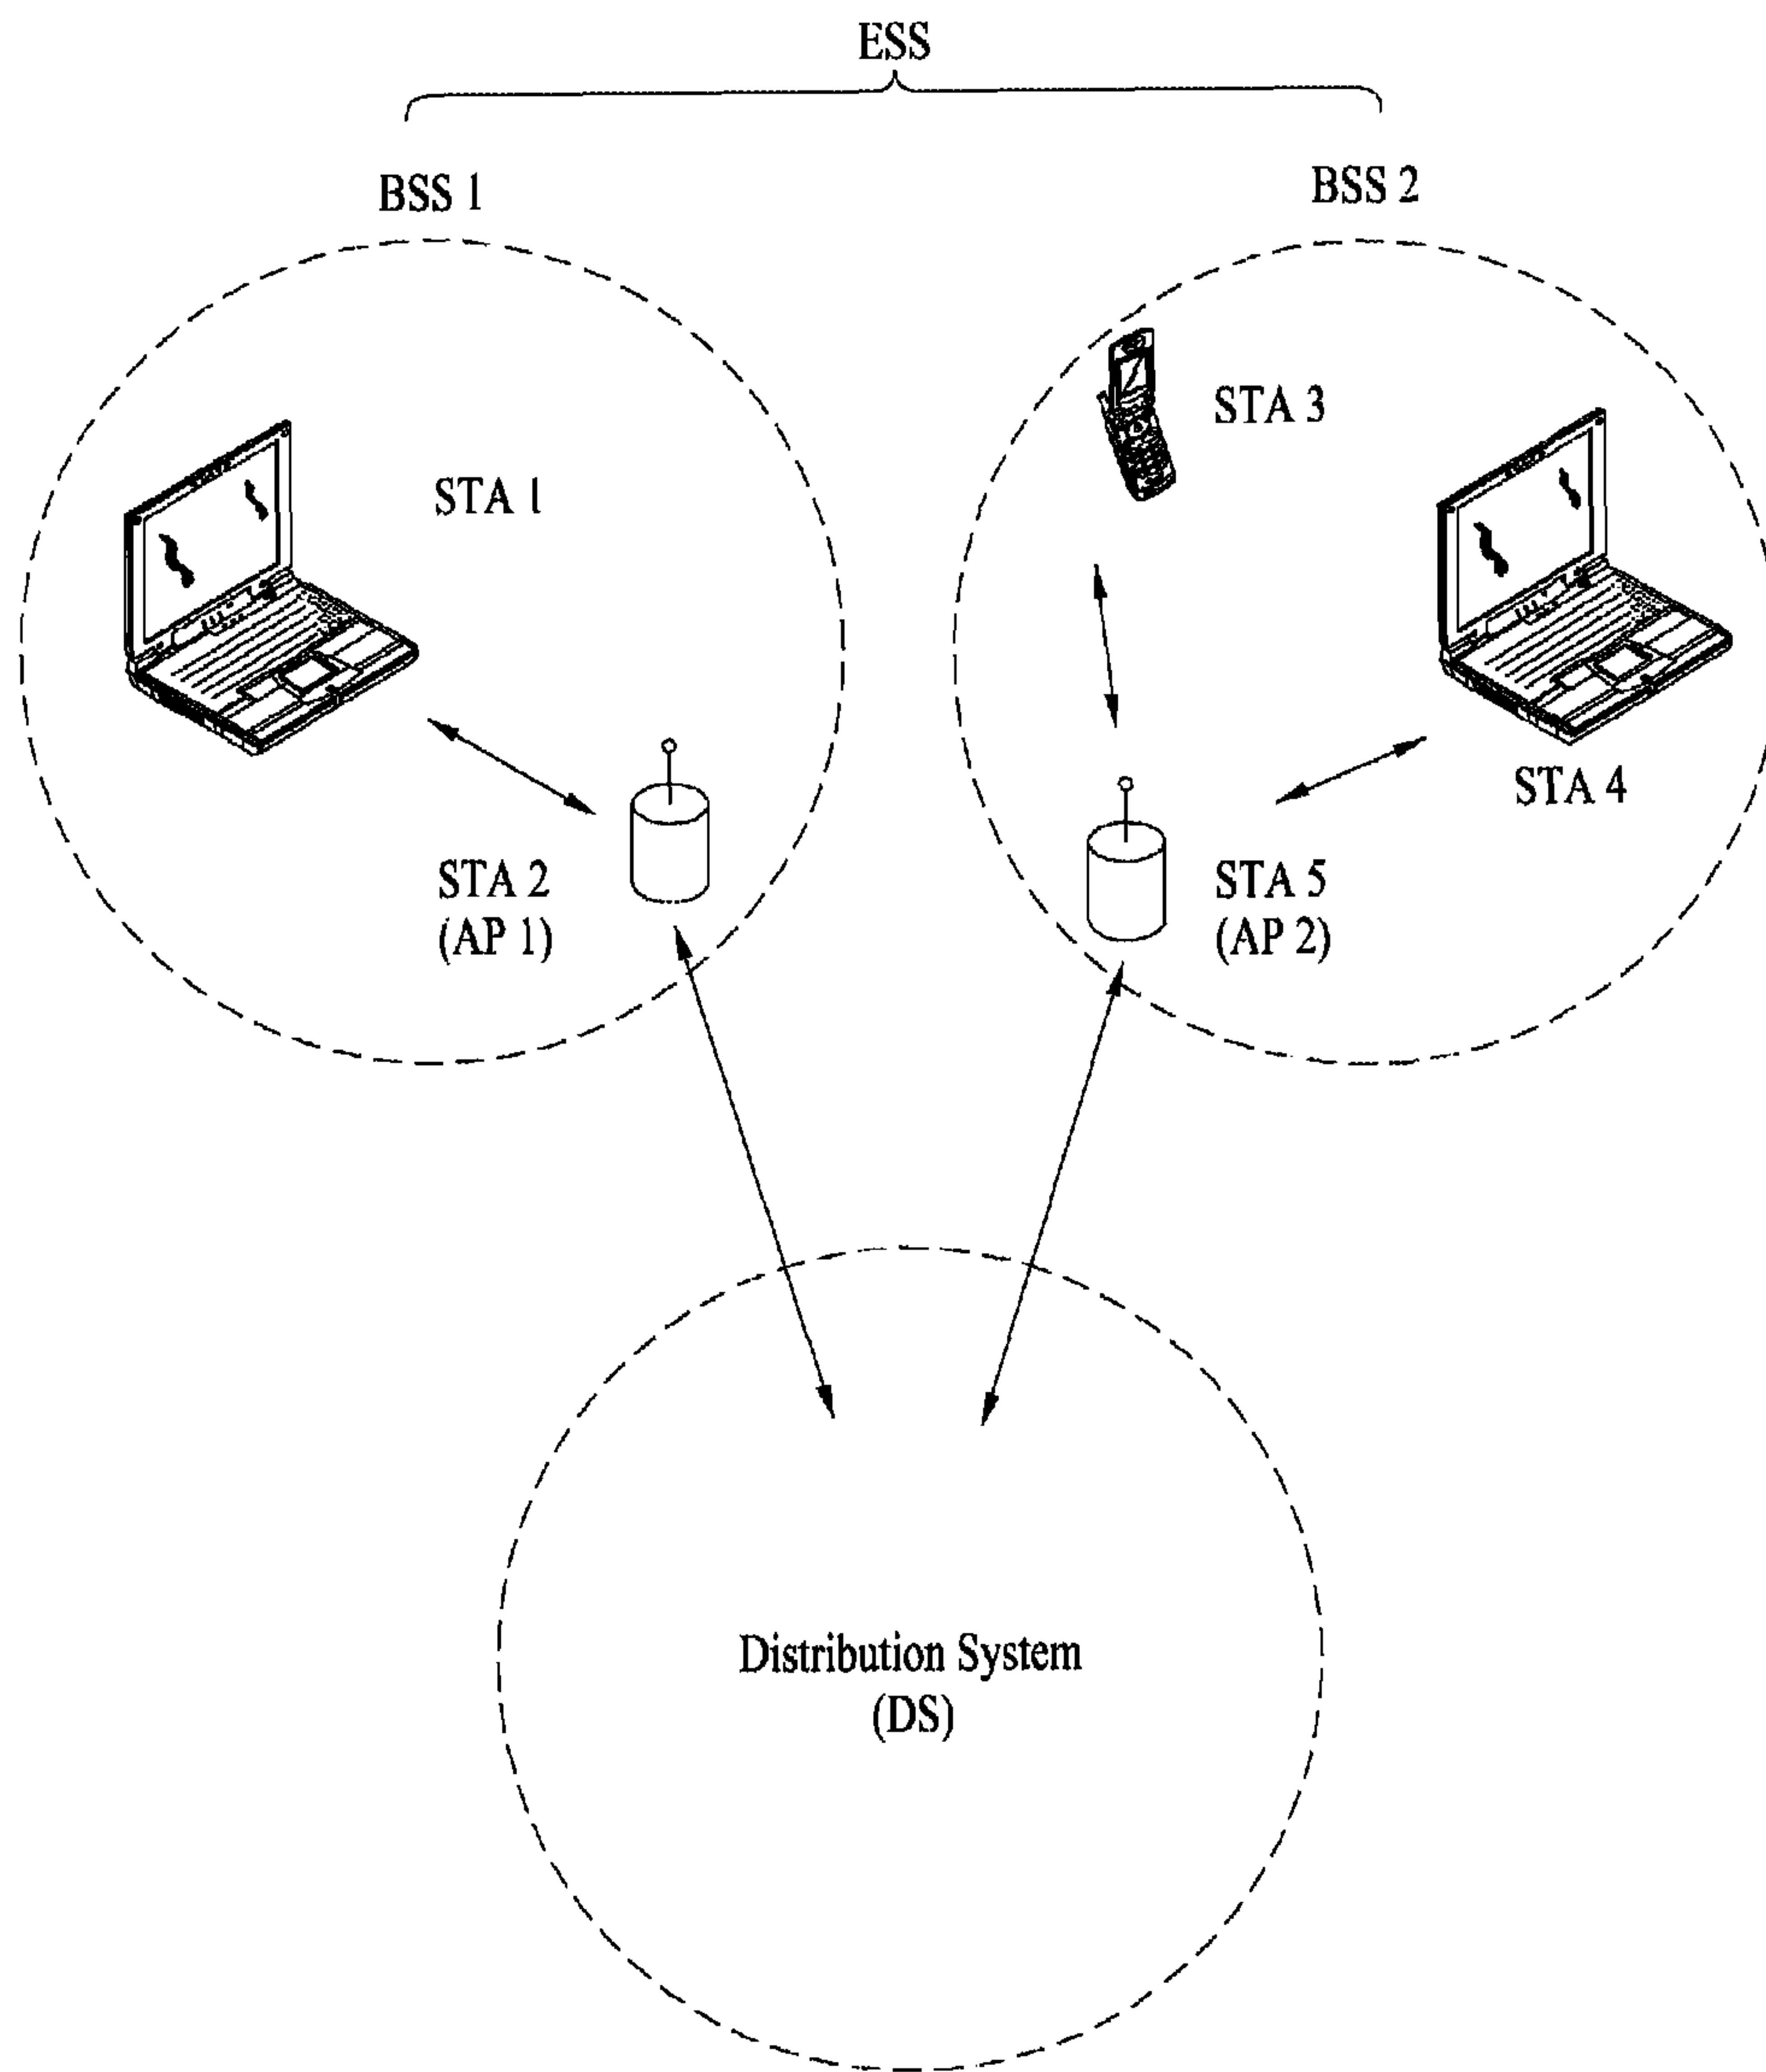 ESS
BSS 1
BSS 2
STA 1
STA 3
STA 4
STA 2
(AP 1)
STA 5
(AP 2)
Distribution System
(DS)